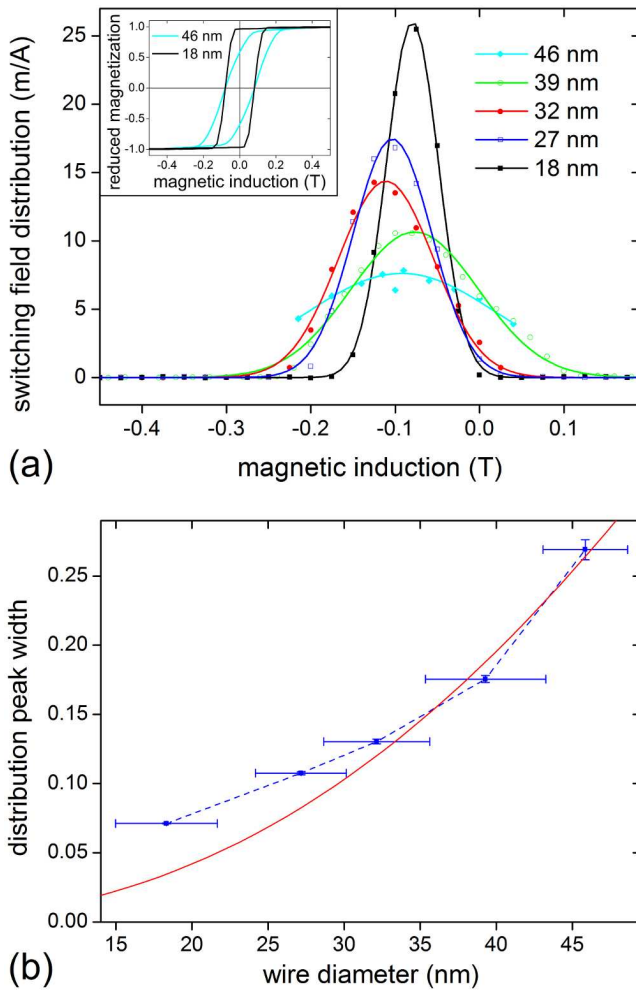 25
20
15
10
5
0
switching field distribution (m/A)
1.0
0.5
0.0
-0.5
-1.0
reduced magnetization
46 nm
18 nm
-0.4 -0.2 0.0 0.2 0.4
magnetic induction (T)
46 nm
39 nm
32 nm
27 nm
18 nm
-0.4 -0.3 -0.2 -0.1 0.0 0.1
magnetic induction (T)
(a)
0.25
0.20
0.15
0.10
0.05
0.00
distribution peak width
15 20 25 30 35 40 45
wire diameter (nm)
(b)